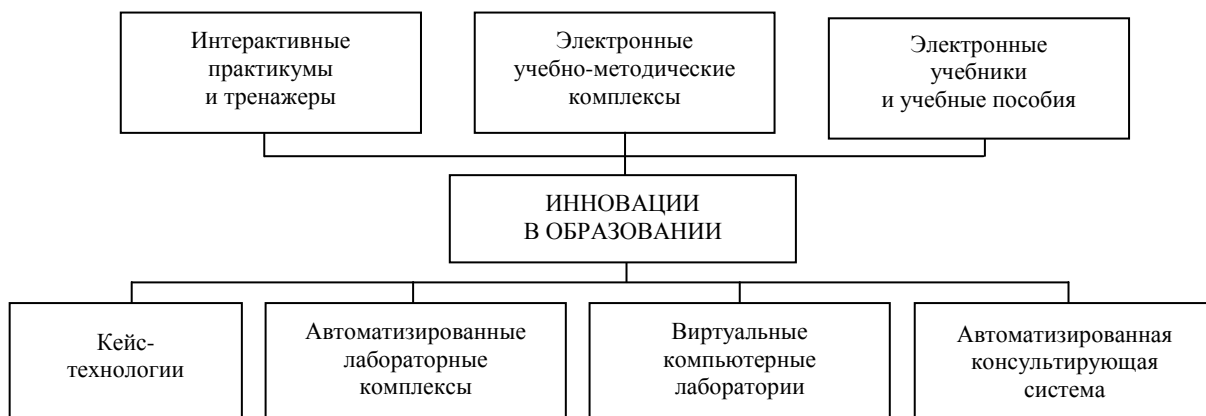 Интерактивные
практикумы
и тренажеры
Электронные
учебно-методические
комплексы
Электронные
учебники
и учебные пособия
ИННОВАЦИИ
В ОБРАЗОВАНИИ
Кейс-
технологии
Автоматизированные
лабораторные
комплексы
Виртуальные
компьютерные
лаборатории
Автоматизированная
консультирующая
система